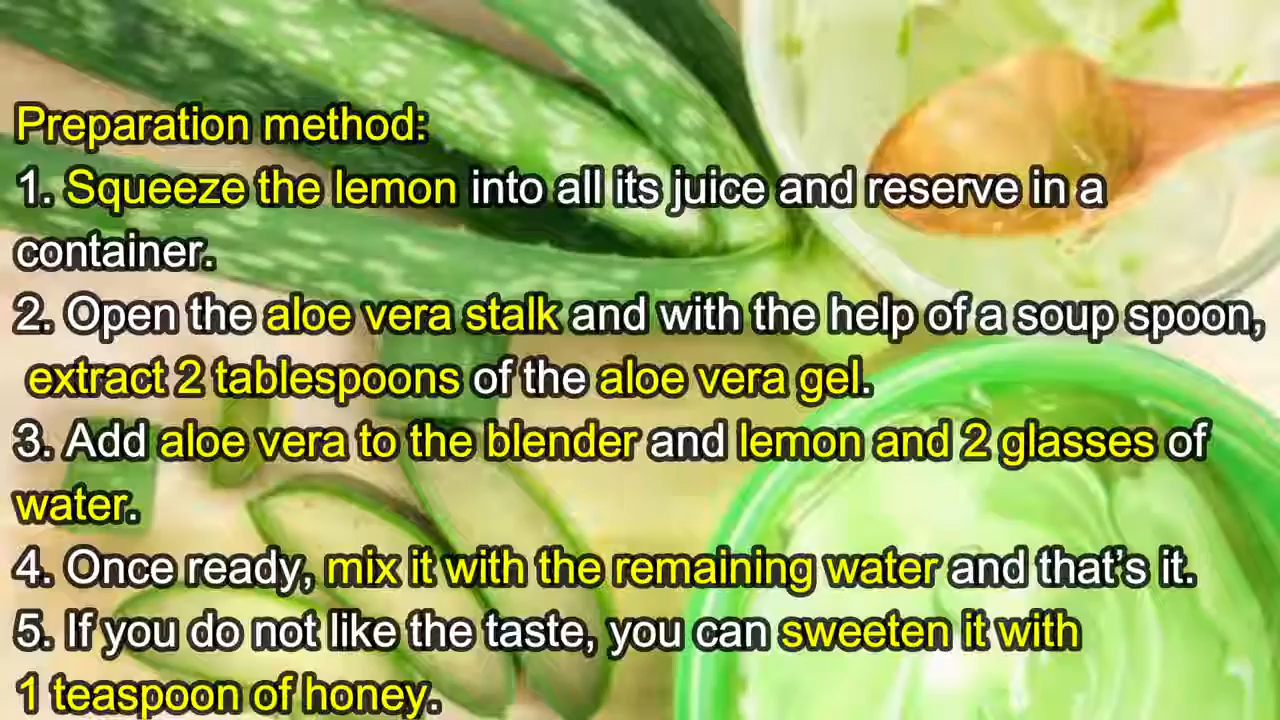 Preparation method:
1. Squeeze the lemon into all its juice and reserve in a
container.
2. Open the aloe vera stalk and with the help of a soup spoon,
extract 2 tablespoons of the aloe vera gel.
3. Add aloe vera to the blender and lemon and 2 glasses of
water.
4. Once ready, mix it with the remaining water and that’s it.
5. If you do not like the taste, you can sweeten it with
1 teaspoon of honey.